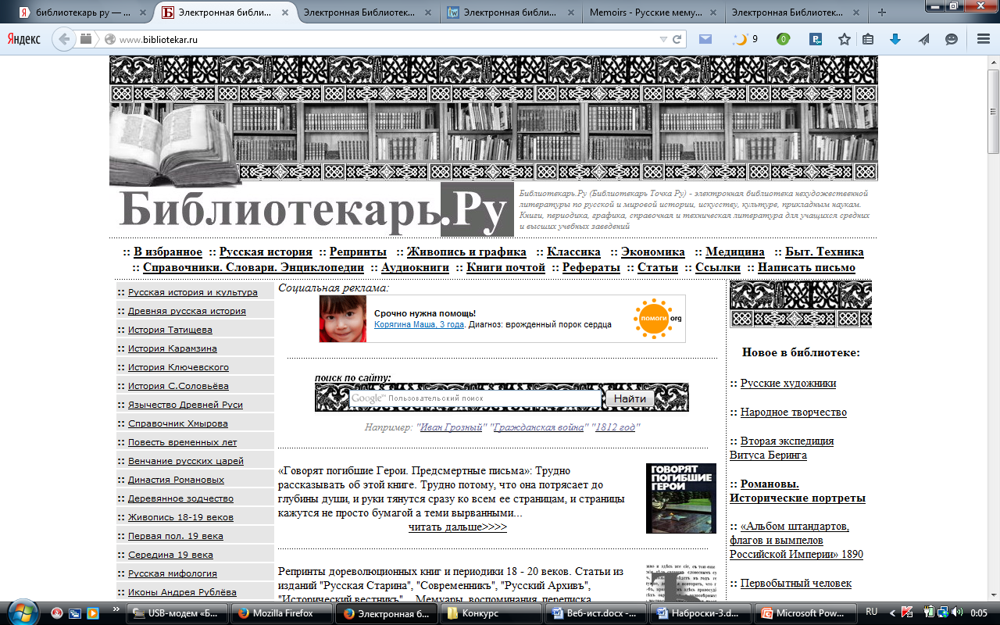 библиотекарь ру — ...
Электронная библи...
Электронная Библиотек...
Электронная библи...
Memoirs - Русские мему...
Электронная Библиотек...
Яндекс
www.bibliotekar.ru
9
0
Библиотекарь.Ру
Библиотекарь.Ру (Библиотекарь Точка Ру) - электронная библиотека нехудожественной
литературы по русской и мировой истории, искусству, культуре, прикладным наукам.
Книги, периодика, графика, справочная и техническая литература для учащихся средних
и высших учебных заведений
:: В избранное :: Русская история :: Репринты :: Живопись и графика :: Классика :: Экономика :: Медицина :: Быт. Техника
:: Справочники. Словари. Энциклопедии :: Аудиокниги :: Книги почтой :: Рефераты :: Статьи :: Ссылки :: Написать письмо
:: Русская история и культура
:: Древняя русская история
:: История Татищева
:: История Карамзина
:: История Ключевского
:: История С.Соловьёва
:: Язычество Древней Руси
:: Справочник Хмырова
:: Повесть временных лет
:: Венчание русских царей
:: Династия Романовых
:: Деревянное зодчество
:: Живопись 18-19 веков
:: Первая пол. 19 века
:: Середина 19 века
:: Русская мифология
:: Иконы Андрея Рублёва
Социальная реклама:
Срочно нужна помощь!
Корягина Маша, 3 года. Диагноз: врожденный порок сердца
помоги.org
поиск по сайту:
Google™ Пользовательский поиск
Найти
Например: "Иван Грозный" "Гражданская война" "1812 год"
«Говорят погибшие Герои. Предсмертные письма»: Трудно
рассказывать об этой книге. Трудно потому, что она потрясает до
глубины души, и руки тянутся сразу ко всем ее страницам, и страницы
кажутся не просто бумагой а теми вырванными...
читать дальше>>>>
ГОВОРЯТ
ПОГИБШИЕ
ГЕРОИ
Репринты дореволюционных книг и периодики 18 - 20 веков. Статьи из
изданий "Русская Старина", "Современникъ", "Русский Архивъ",
"Исторический вестникъ"... Мемуары, воспоминания, переписка
Новое в библиотеке:
:: Русские художники
:: Народное творчество
:: Вторая экспедиция
Витуса Беринга
:: Романовы.
Исторические портреты
:: «Альбом штандартов,
флагов и вымпелов
Российской Империи» 1890
:: Первобытный человек
USB-модем «Б...
Mozilla Firefox
Электронная б...
Конкурс
Веб-ист.docx -...
Наброски-3.d...
Microsoft Pow...
RU
0:05